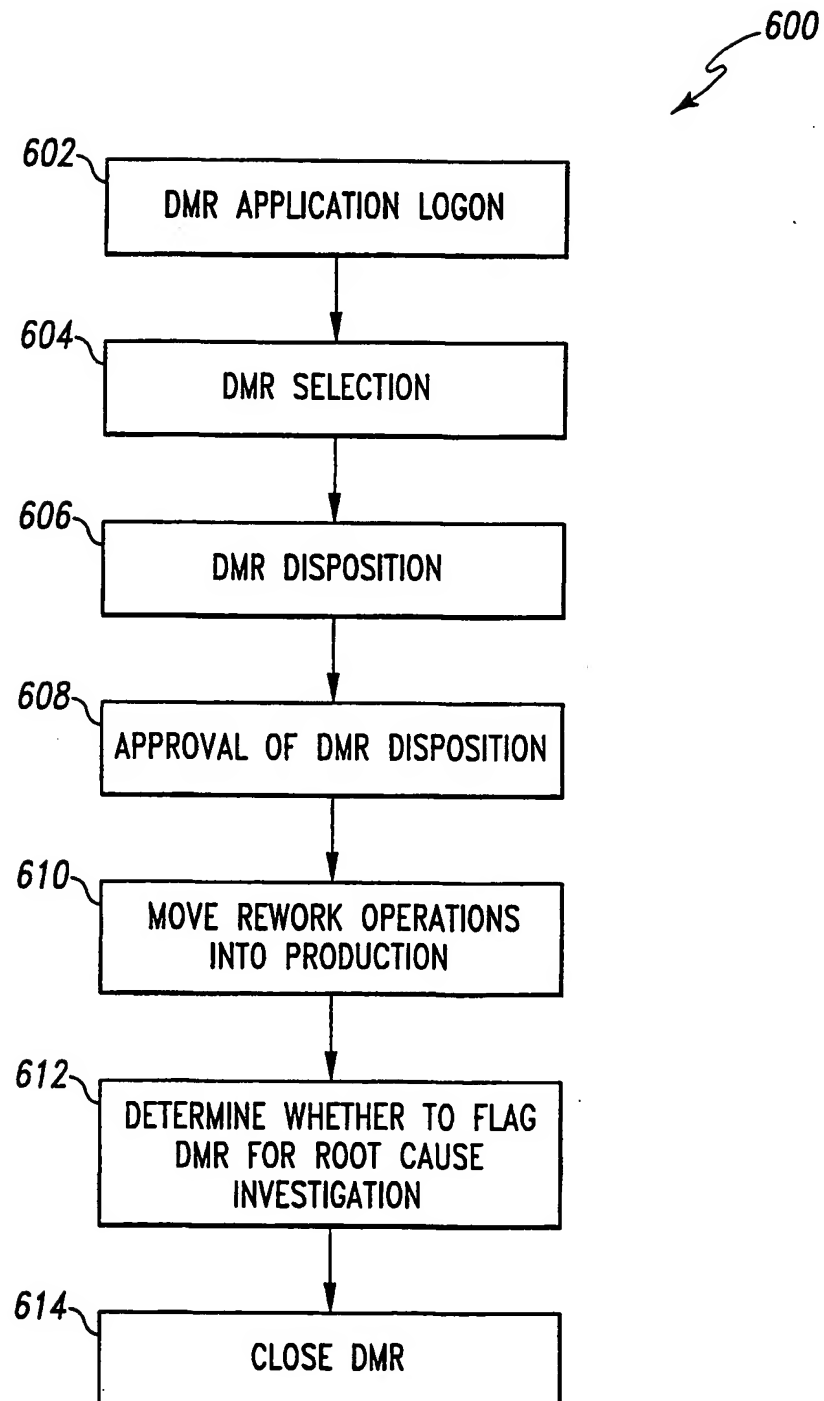 600
602
DMR APPLICATION LOGON
604
DMR SELECTION
606
DMR DISPOSITION
608
APPROVAL OF DMR DISPOSITION
610
MOVE REWORK OPERATIONS
INTO PRODUCTION
612
DETERMINE WHETHER TO FLAG
DMR FOR ROOT CAUSE
INVESTIGATION
614
CLOSE DMR